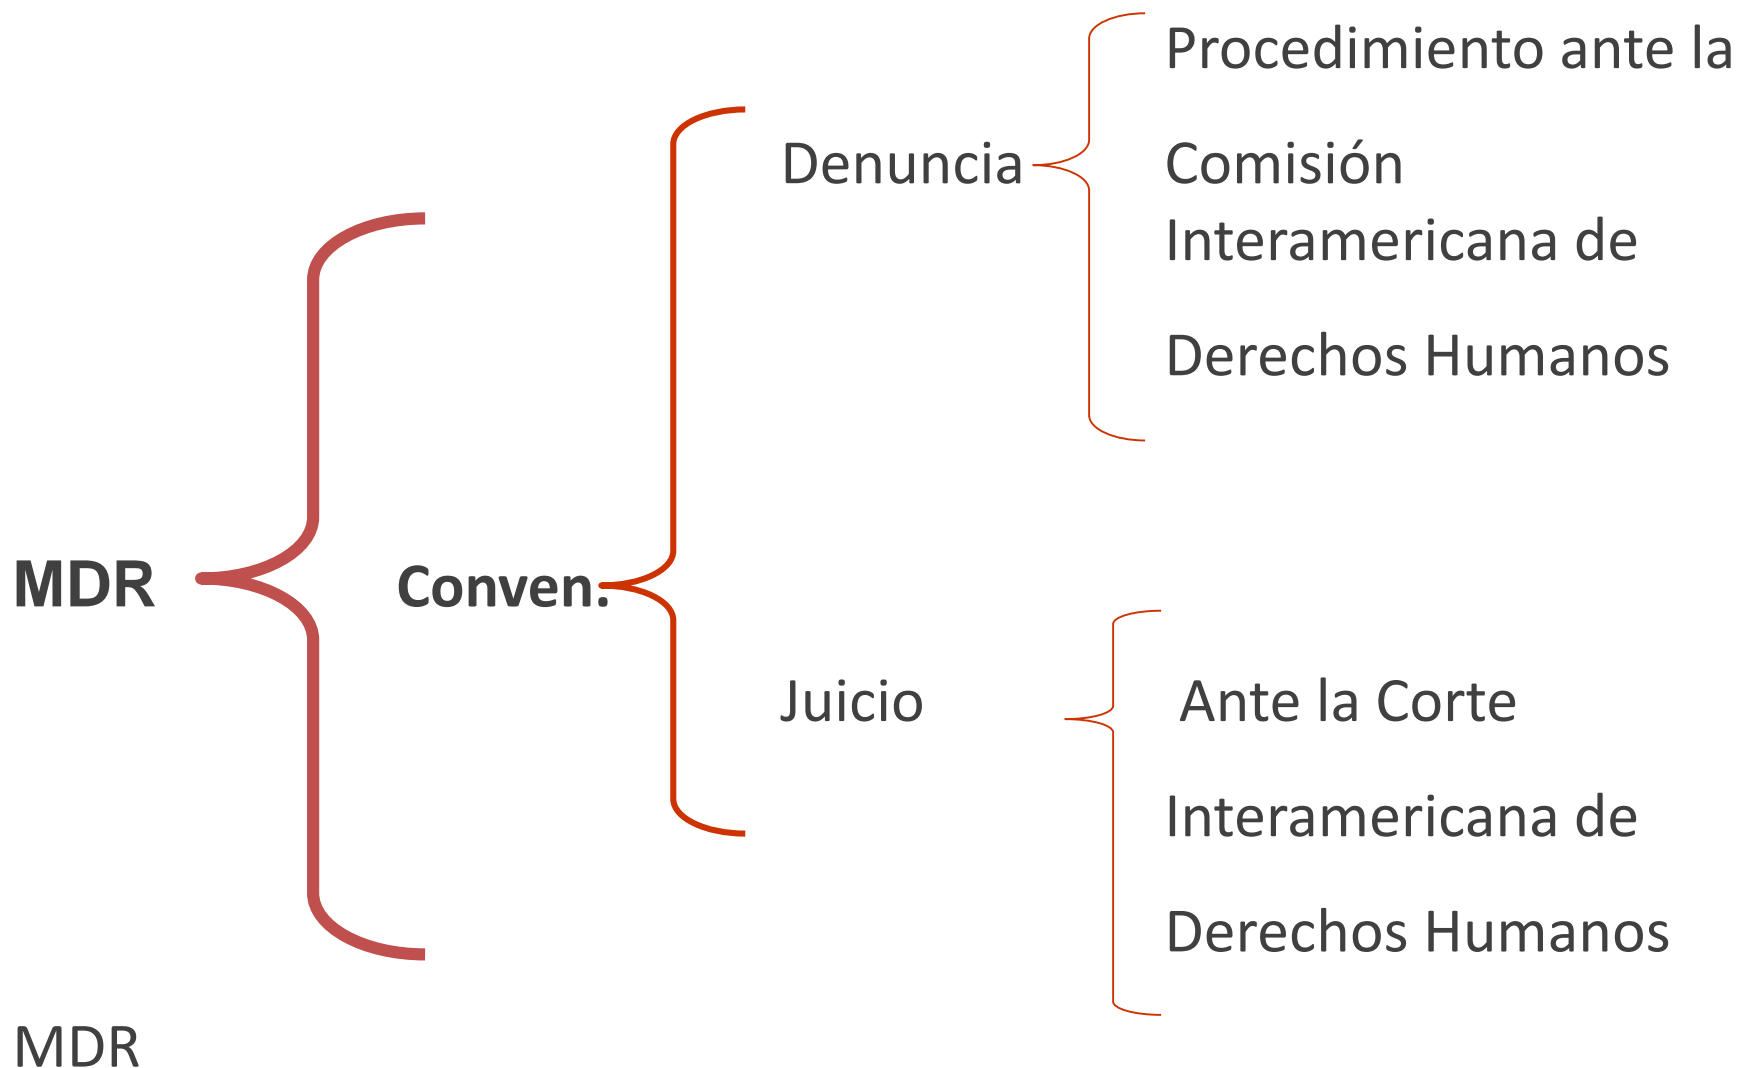 MDR
Conven.
Denuncia
Procedimiento ante la
Comisión
Interamericana de
Derechos Humanos
Juicio
Ante la Corte
Interamericana de
Derechos Humanos
MDR